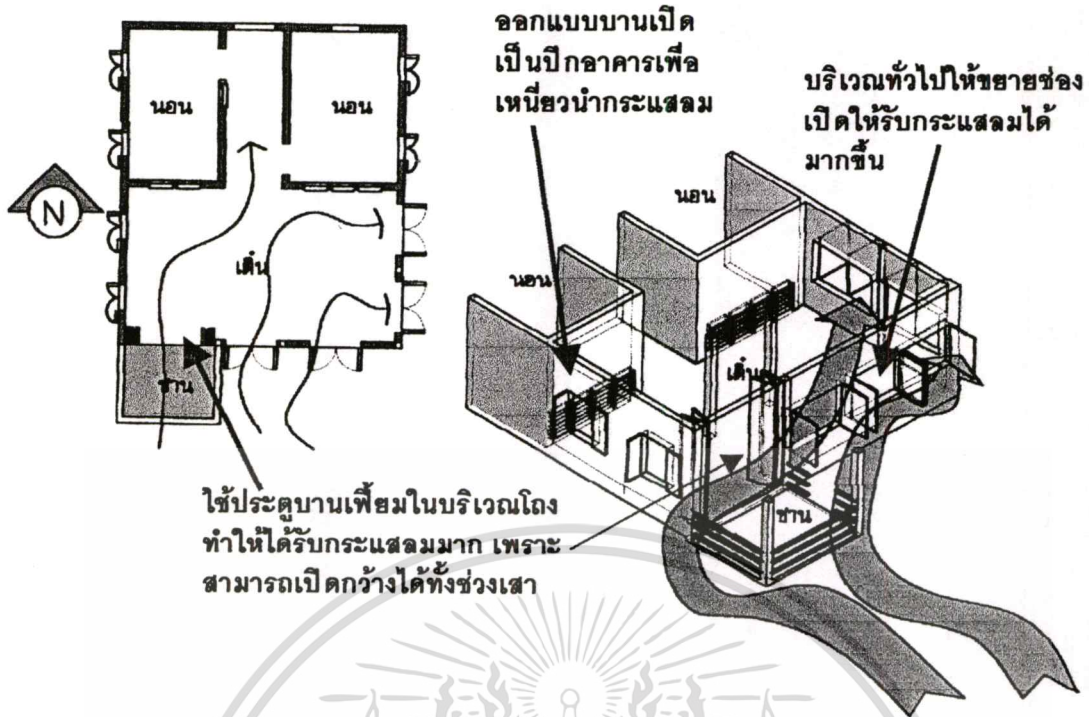 ออกแบบบานเปิด
เป็นปีกอาคารเพื่อ
เหนี่ยวนำกระแสลม
บริเวณทั่วไปให้ขยายช่อง
เปิดให้รับกระแสลมได้
มากขึ้น
นอน
นอน
N
เติ๋น
ชาน
นอน
นอน
เติ๋น
ชาน
ใช้ประตูบานเฟี้ยมในบริเวณโถง
ทำให้ได้รับกระแสลมมาก เพราะ
สามารถเปิดกว้างได้ทั้งช่วงเสา